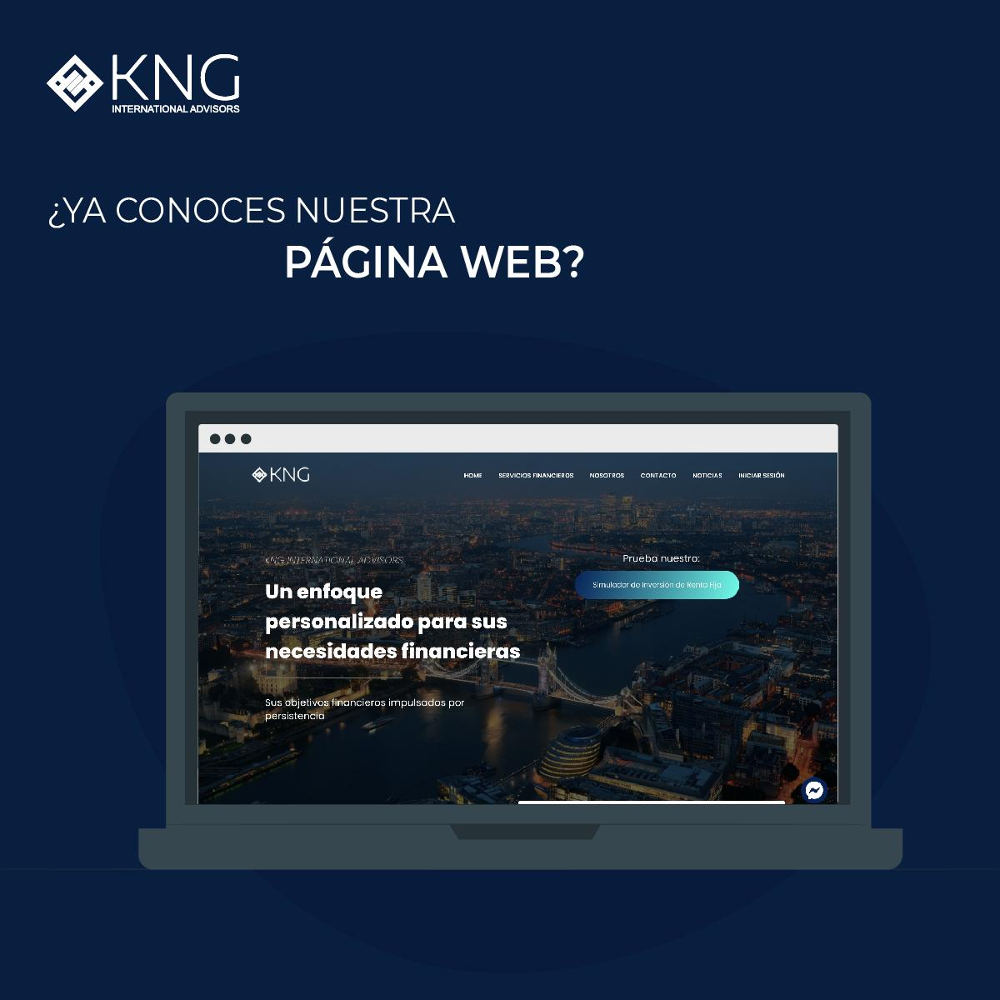 KNG
INTERNATIONAL ADVISORS
¿YA CONOCES NUESTRA
PÁGINA WEB?
KNG
HOME SERVICIOS FINANCIEROS NOSOTROS CONTACTO NOTICIAS INICIAR SESIÓN
KNG INTERNATIONAL ADVISORS
Un enfoque
personalizado para sus
necesidades financieras
Sus objetivos financieros impulsados por
persistencia
Prueba nuestro:
Simulador de Inversión de Renta Fija